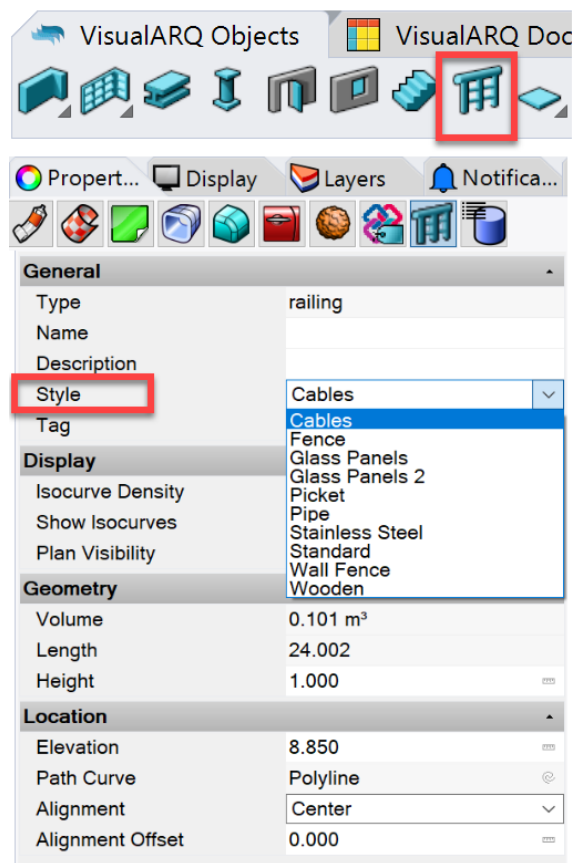 VisualARQ Objects VisualARQ Doc
Propert... Display Layers Notifica...
General
Type railing
Name
Description
Style Cables
Tag
Cables
Fence
Glass Panels
Glass Panels 2
Picket
Pipe
Stainless Steel
Standard
Wall Fence
Wooden
Display
Isocurve Density
Show Isocurves
Plan Visibility
Geometry
Volume 0.101 m³
Length 24.002
Height 1.000
Location
Elevation 8.850
Path Curve Polyline
Alignment Center
Alignment Offset 0.000